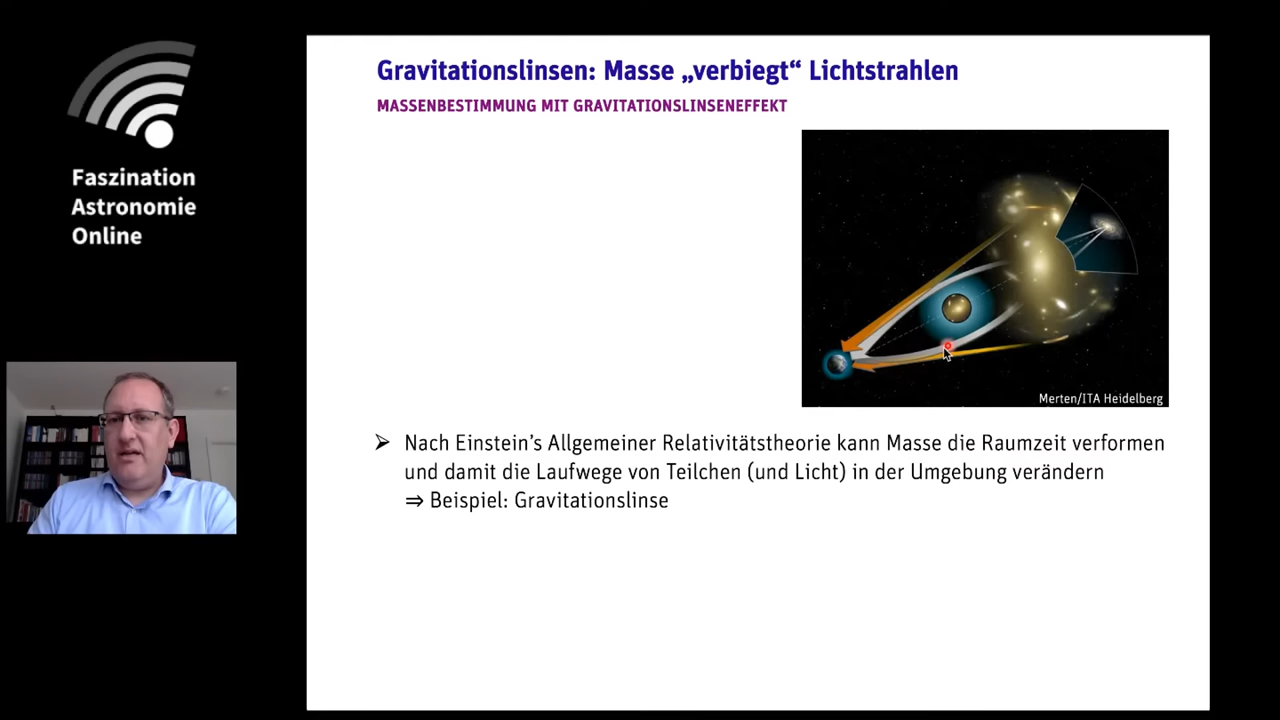 Faszination
Astronomie
Online
Gravitationslinsen: Masse „verbiegt“ Lichtstrahlen
MASSENBESTIMMUNG MIT GRAVITATIONSLINSENEFFEKT
Merten/ITA Heidelberg
➢ Nach Einstein’s Allgemeiner Relativitätstheorie kann Masse die Raumzeit verformen
und damit die Laufwege von Teilchen (und Licht) in der Umgebung verändern
⇒ Beispiel: Gravitationslinse